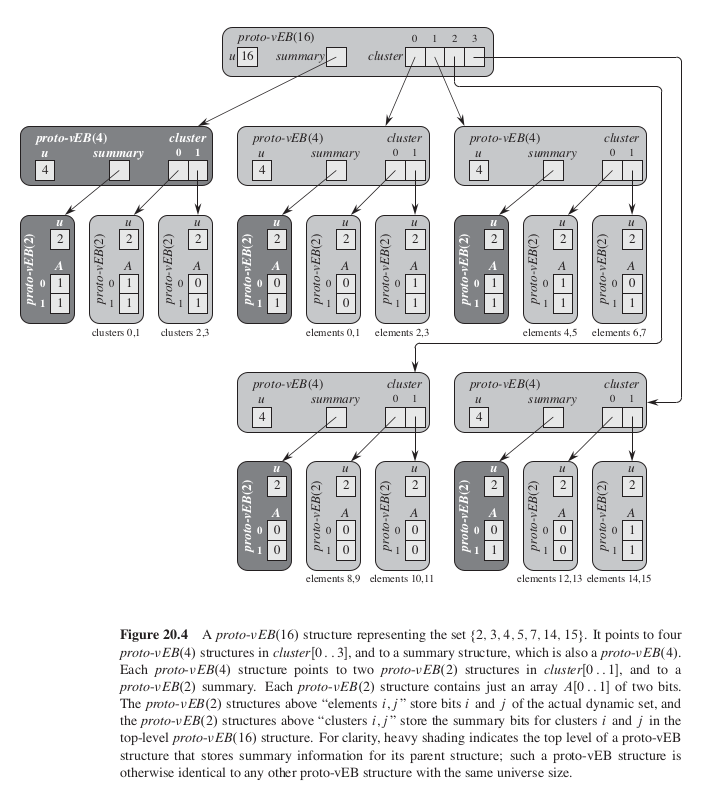 proto-vEB(16)
0 1 2 3
u 16 summary cluster
proto-vEB(4) cluster proto-vEB(4) cluster proto-vEB(4) cluster
u summary 0 1 u summary 0 1 u summary 0 1
4 4 4
proto-vEB(2) proto-vEB(2) proto-vEB(2) proto-vEB(2) proto-vEB(2) proto-vEB(2) proto-vEB(2) proto-vEB(2) proto-vEB(2)
u u u u u u u u u
2 2 2 2 2 2 2 2 2
A A A A A A A A A
0 1 0 1 0 0 0 0 0 0 0 1 0 1 0 1 0 0
1 1 1 1 1 1 1 1 1 0 1 1 1 1 1 1 1 1
clusters 0,1 clusters 2,3 elements 0,1 elements 2,3 elements 4,5 elements 6,7
proto-vEB(4) cluster proto-vEB(4) cluster
u summary 0 1 u summary 0 1
4 4
proto-vEB(2) proto-vEB(2) proto-vEB(2) proto-vEB(2) proto-vEB(2) proto-vEB(2)
u u u u u u
2 2 2 2 2 2
A A A A A A
0 0 0 0 0 0 0 0 0 0 0 1
1 0 1 0 1 0 1 1 1 0 1 1
elements 8,9 elements 10,11 elements 12,13 elements 14,15
Figure 20.4 A proto-vEB(16) structure representing the set {2, 3, 4, 5, 7, 14, 15}. It points to four
proto-vEB(4) structures in cluster[0 . . 3], and to a summary structure, which is also a proto-vEB(4).
Each proto-vEB(4) structure points to two proto-vEB(2) structures in cluster[0 . . 1], and to a
proto-vEB(2) summary. Each proto-vEB(2) structure contains just an array A[0 . . 1] of two bits.
The proto-vEB(2) structures above “elements i, j” store bits i and j of the actual dynamic set, and
the proto-vEB(2) structures above “clusters i, j” store the summary bits for clusters i and j in the
top-level proto-vEB(16) structure. For clarity, heavy shading indicates the top level of a proto-vEB
structure that stores summary information for its parent structure; such a proto-vEB structure is
otherwise identical to any other proto-vEB structure with the same universe size.